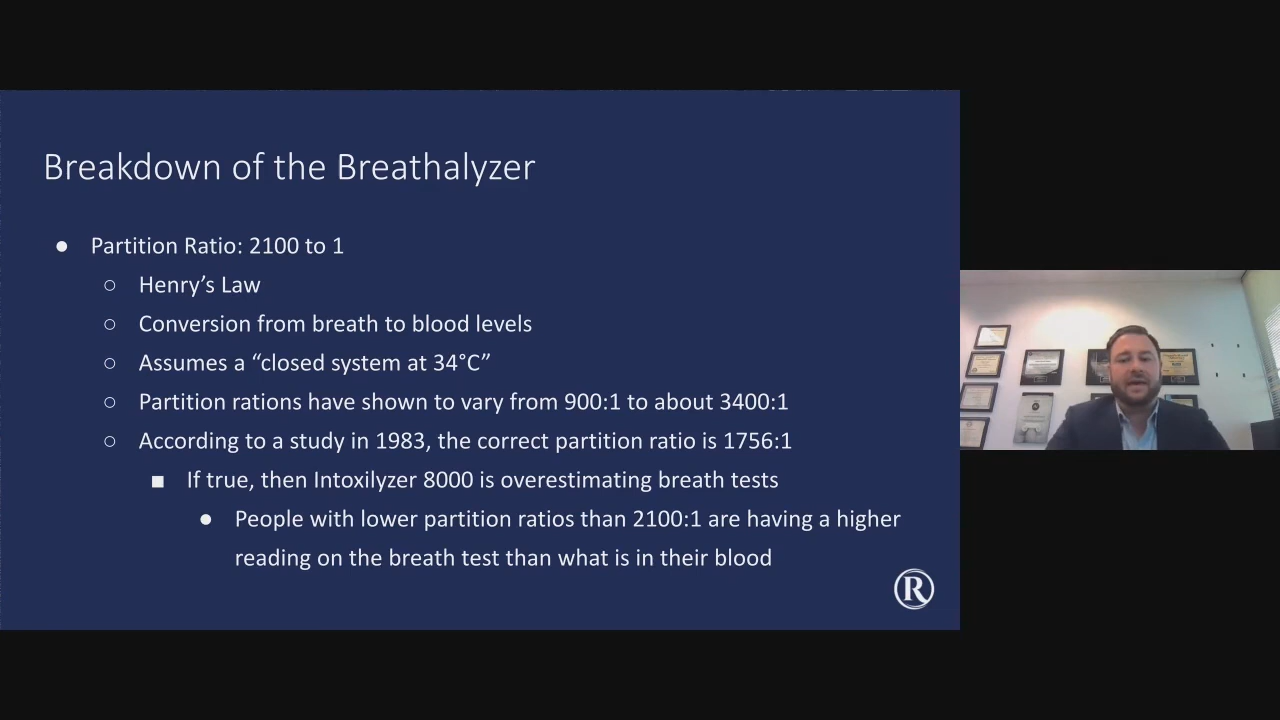 Breakdown of the Breathalyzer
● Partition Ratio: 2100 to 1
○ Henry’s Law
○ Conversion from breath to blood levels
○ Assumes a “closed system at 34°C”
○ Partition rations have shown to vary from 900:1 to about 3400:1
○ According to a study in 1983, the correct partition ratio is 1756:1
■ If true, then Intoxilyzer 8000 is overestimating breath tests
● People with lower partition ratios than 2100:1 are having a higher
reading on the breath test than what is in their blood
R